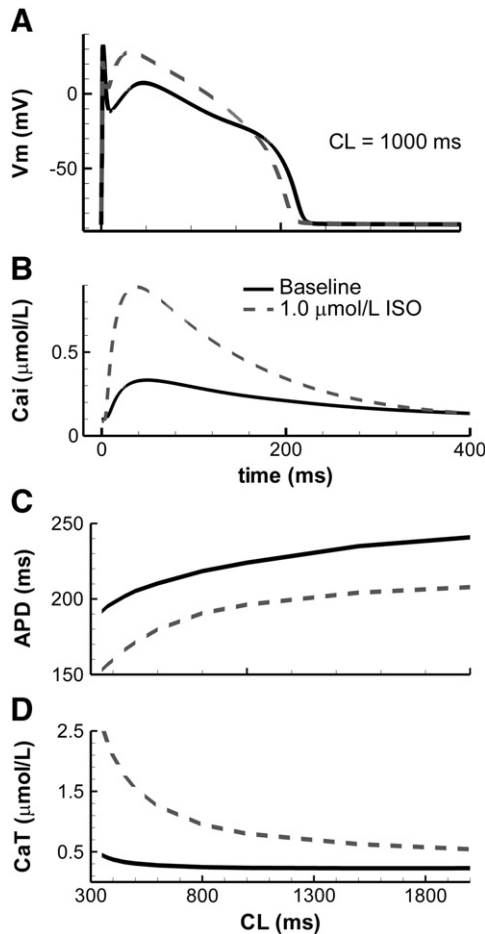 A
Vm (mV)
0
-50
CL = 1000 ms
B
Cai (μmol/L)
0.5
0
Baseline
1.0 μmol/L ISO
0
200
400
time (ms)
C
APD (ms)
250
200
150
D
CaT (μmol/L)
2.5
1.5
0.5
300
800
1300
1800
CL (ms)